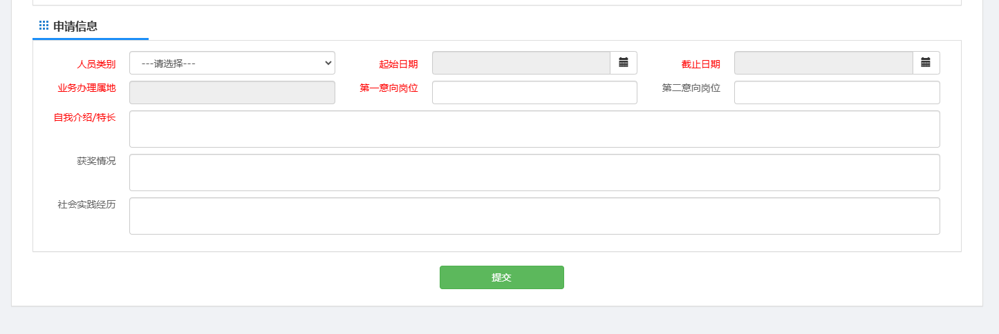 申请信息
人员类别 ---请选择--- 起始日期 截止日期
业务办理属地 第一意向岗位 第二意向岗位
自我介绍/特长
获奖情况
社会实践经历
提交